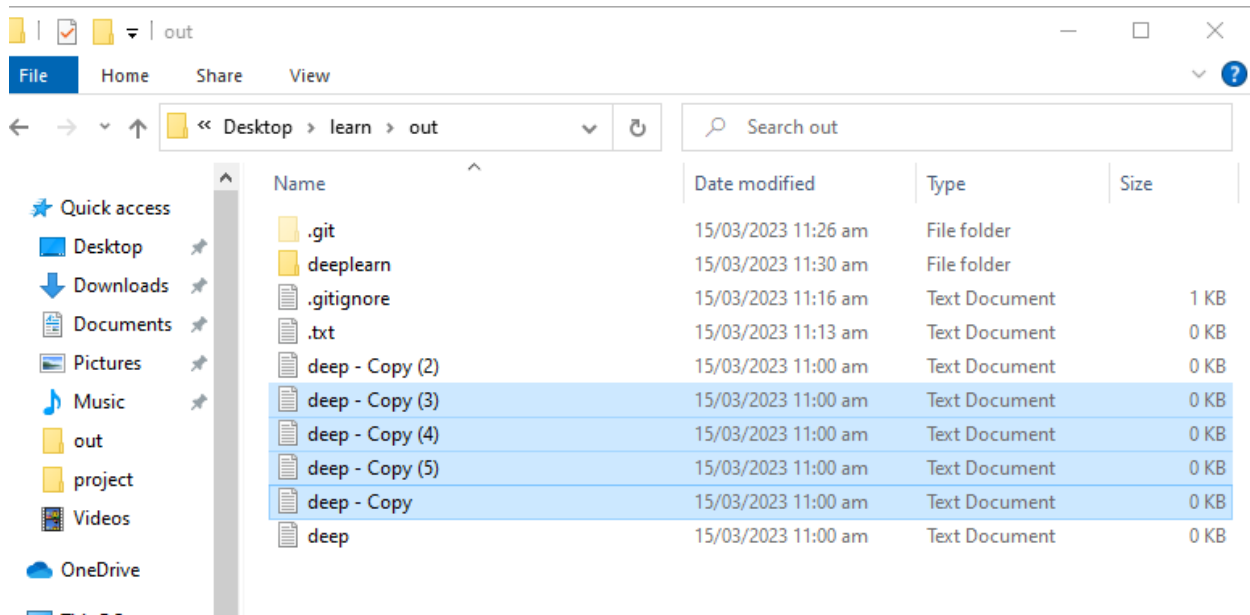 out
File Home Share View
« Desktop › learn › out
Search out
Name Date modified Type Size
Quick access
Desktop
Downloads
Documents
Pictures
Music
out
project
Videos
OneDrive
.git 15/03/2023 11:26 am File folder
deeplearn 15/03/2023 11:30 am File folder
.gitignore 15/03/2023 11:16 am Text Document 1 KB
.txt 15/03/2023 11:13 am Text Document 0 KB
deep - Copy (2) 15/03/2023 11:00 am Text Document 0 KB
deep - Copy (3) 15/03/2023 11:00 am Text Document 0 KB
deep - Copy (4) 15/03/2023 11:00 am Text Document 0 KB
deep - Copy (5) 15/03/2023 11:00 am Text Document 0 KB
deep - Copy 15/03/2023 11:00 am Text Document 0 KB
deep 15/03/2023 11:00 am Text Document 0 KB